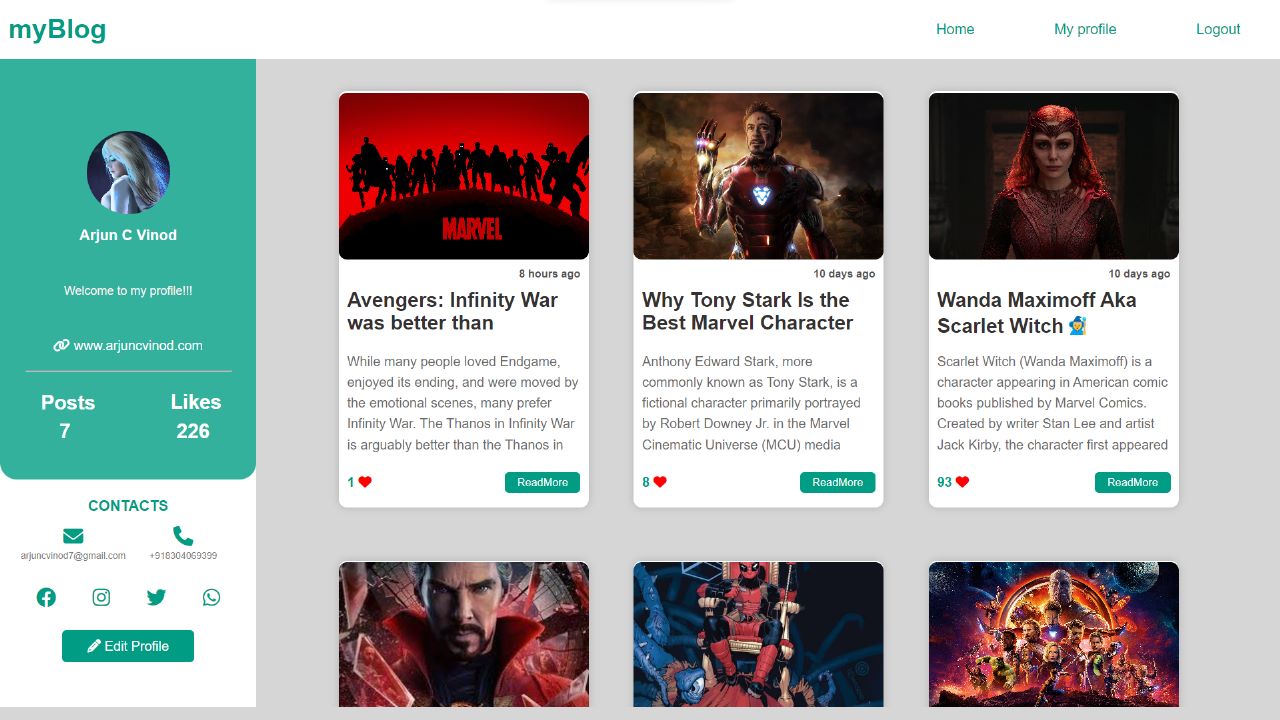 myBlog
Home
My profile
Logout
Arjun C Vinod
Welcome to my profile!!!
www.arjuncvinod.com
Posts
Likes
7
226
CONTACTS
arjuncvinod7@gmail.com
+918304069399
Edit Profile
MARVEL
8 hours ago
Avengers: Infinity War
was better than
While many people loved Endgame,
enjoyed its ending, and were moved by
the emotional scenes, many prefer
Infinity War. The Thanos in Infinity War
is arguably better than the Thanos in
1
ReadMore
10 days ago
Why Tony Stark Is the
Best Marvel Character
Anthony Edward Stark, more
commonly known as Tony Stark, is a
fictional character primarily portrayed
by Robert Downey Jr. in the Marvel
Cinematic Universe (MCU) media
8
ReadMore
10 days ago
Wanda Maximoff Aka
Scarlet Witch 🧙‍♀️
Scarlet Witch (Wanda Maximoff) is a
character appearing in American comic
books published by Marvel Comics.
Created by writer Stan Lee and artist
Jack Kirby, the character first appeared
93
ReadMore